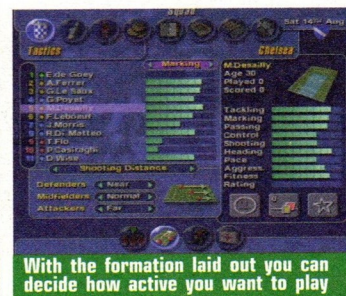 Squad
Sat 14TH Aug
Tactics
Chelsea
Marking
1 E.de Goey
2 A.Ferrer
3 G.Le Saux
4 G.Poyet
5 M.Desailly
6 F.Leboeuf
7 J.Morris
8 R.Di Matteo
9 T.Flo
10 P.Casiraghi
11 D.Wise
Shooting Distance
Defenders Near
Midfielders Normal
Attackers Far
M.Desailly
Age 30
Played 0
Scored 0
Tackling
Marking
Passing
Control
Shooting
Heading
Pace
Aggress.
Fitness
Rating
With the formation laid out you can
decide how active you want to play